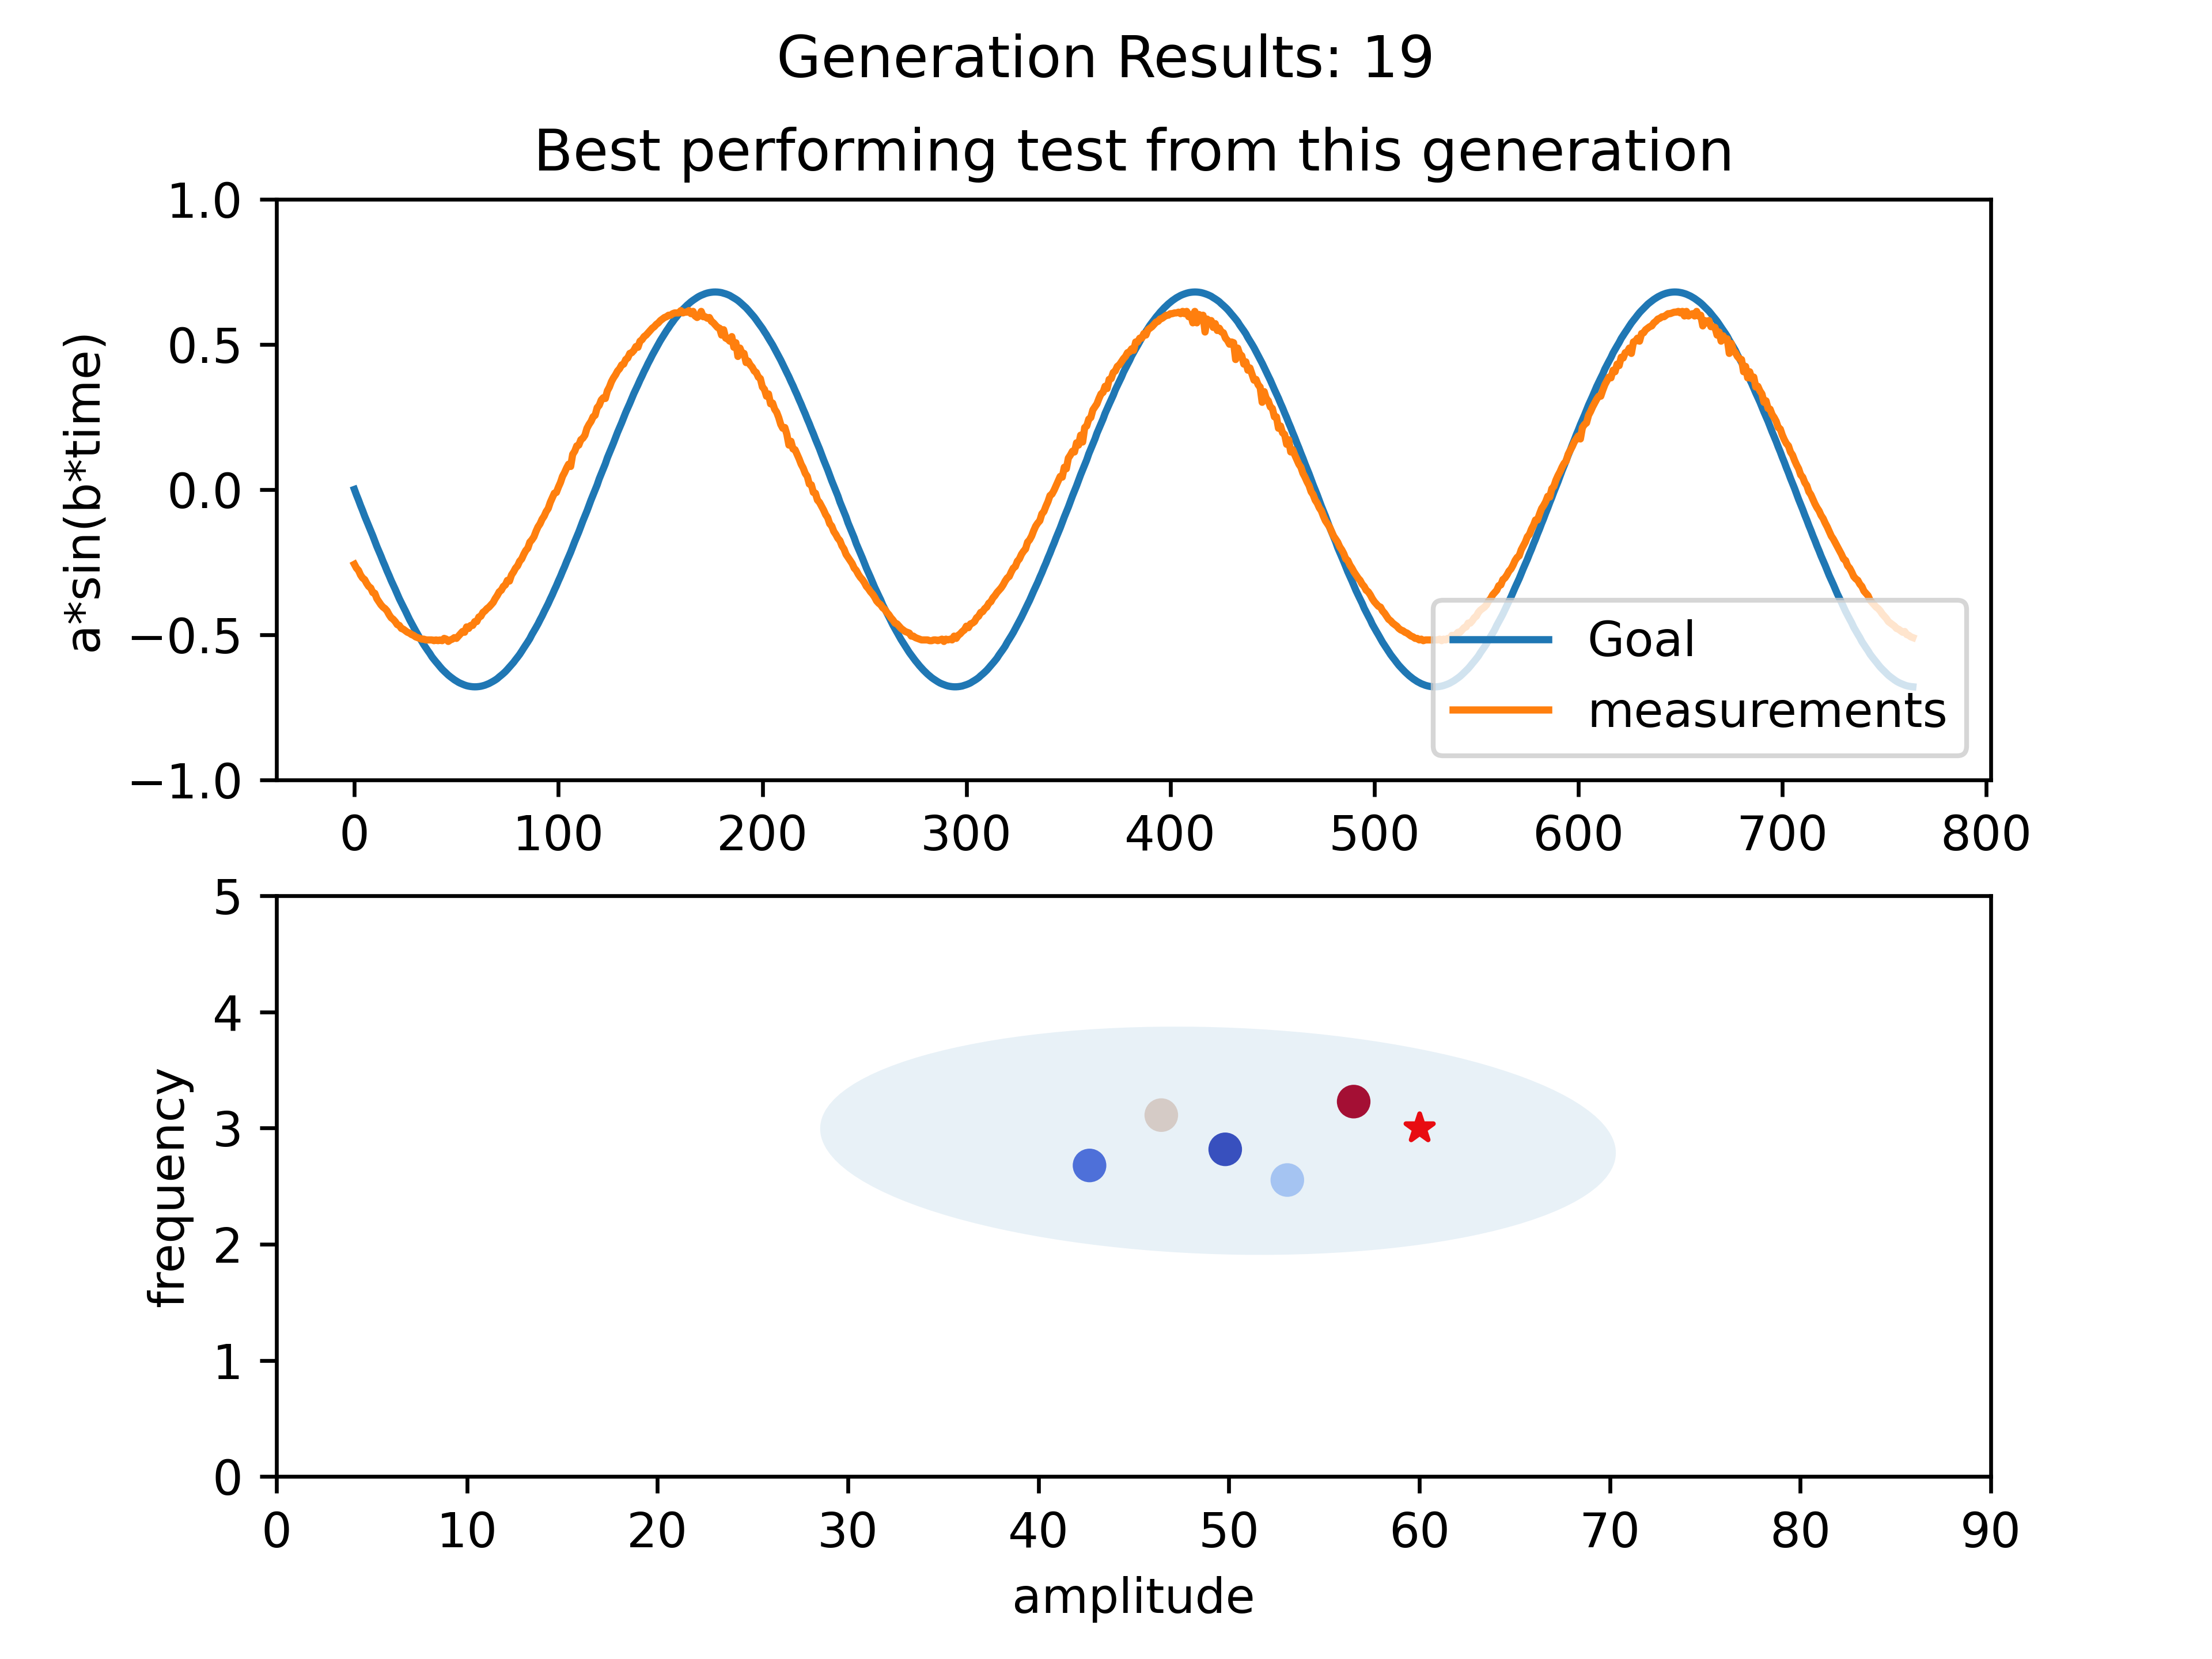 Generation Results: 19
Best performing test from this generation
1.0
0.5
0.0
−0.5
−1.0
a*sin(b*time)
Goal
measurements
0 100 200 300 400 500 600 700 800
5
4
3
2
1
0
frequency
0 10 20 30 40 50 60 70 80 90
amplitude